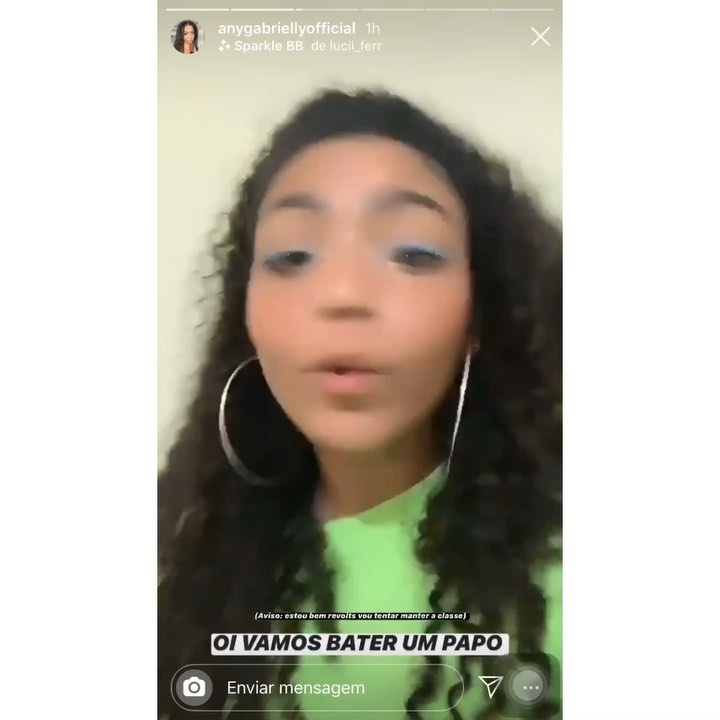 anygabriellyofficial 1h
Sparkle BB de lucii_ferr
(Aviso: estou bem revolts vou tentar manter a classe)
OI VAMOS BATER UM PAPO
Enviar mensagem